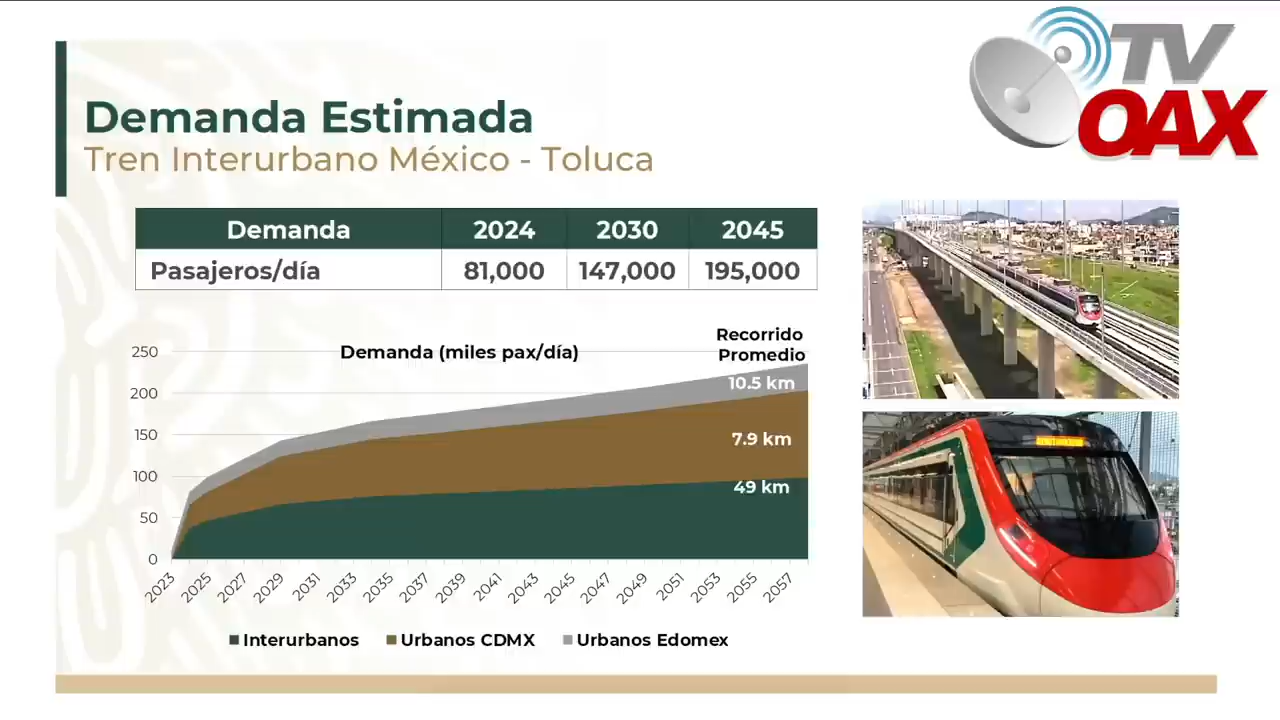 TV
OAX
Demanda Estimada
Tren Interurbano México - Toluca
Demanda 2024 2030 2045
Pasajeros/día 81,000 147,000 195,000
Demanda (miles pax/día)
Recorrido
Promedio
10.5 km
7.9 km
49 km
250
200
150
100
50
0
2023 2025 2027 2029 2031 2033 2035 2037 2039 2041 2043 2045 2047 2049 2051 2053 2055 2057
Interurbanos Urbanos CDMX Urbanos Edomex